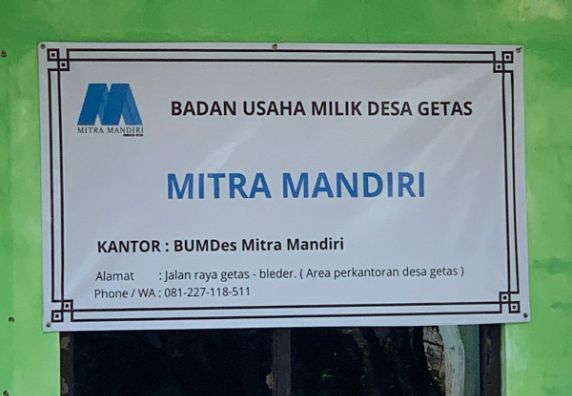 MITRA MANDIRI
BADAN USAHA MILIK DESA GETAS
MITRA MANDIRI
KANTOR : BUMDes Mitra Mandiri
Alamat : Jalan raya getas - bleder. ( Area perkantoran desa getas )
Phone / WA : 081-227-118-511